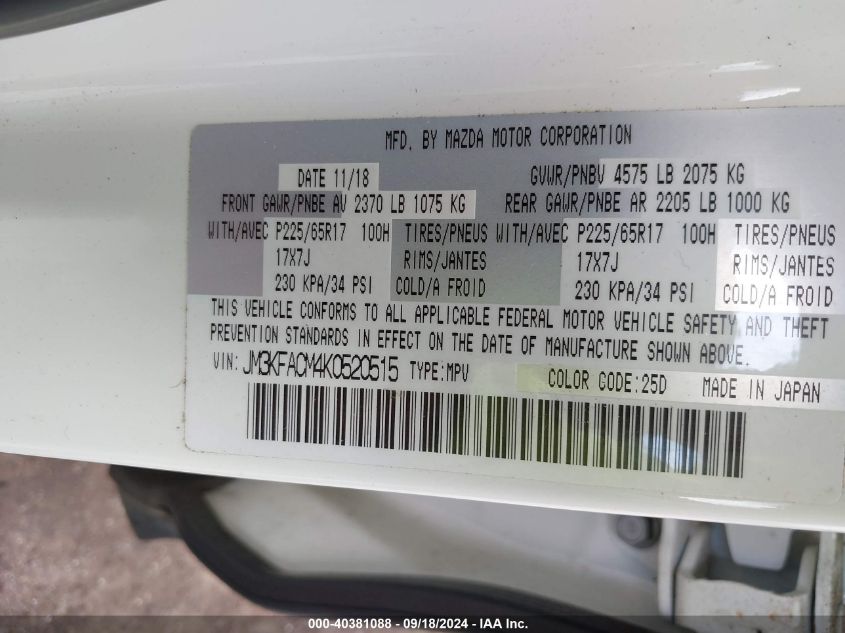 MFD. BY MAZDA MOTOR CORPORATION
DATE 11/18 GVWR/PNBV 4575 LB 2075 KG
FRONT GAWR/PNBE AV 2370 LB 1075 KG REAR GAWR/PNBE AR 2205 LB 1000 KG
WITH/AVEC P225/65R17 100H TIRES/PNEUS WITH/AVEC P225/65R17 100H TIRES/PNEUS
17X7J RIMS/JANTES 17X7J RIMS/JANTES
230 KPA/34 PSI COLD/A FROID 230 KPA/34 PSI COLD/A FROID
THIS VEHICLE CONFORMS TO ALL APPLICABLE FEDERAL MOTOR VEHICLE SAFETY AND THEFT
PREVENTION STANDARDS IN EFFECT ON THE DATE OF MANUFACTURE SHOWN ABOVE.
VIN: JM3KFACM4K0520515 TYPE:MPV COLOR CODE:25D MADE IN JAPAN
000-40381088 - 09/18/2024 - IAAI.com